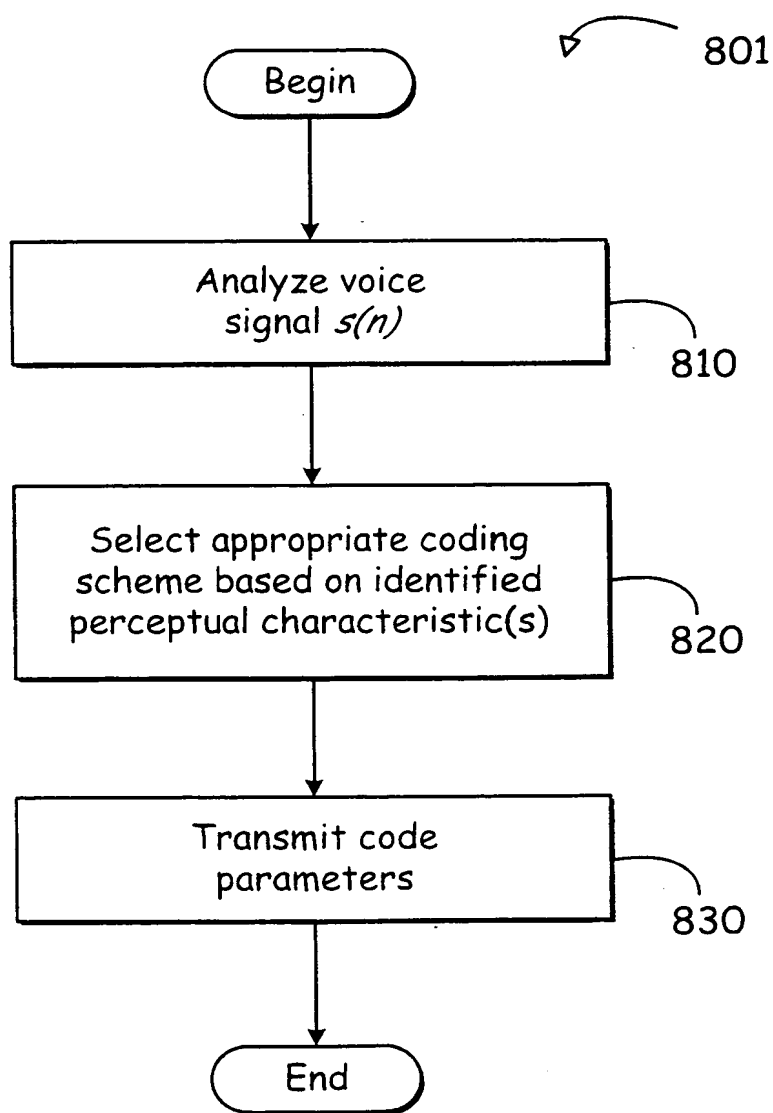 801
Begin
Analyze voice
signal s(n)
810
Select appropriate coding
scheme based on identified
perceptual characteristic(s)
820
Transmit code
parameters
830
End